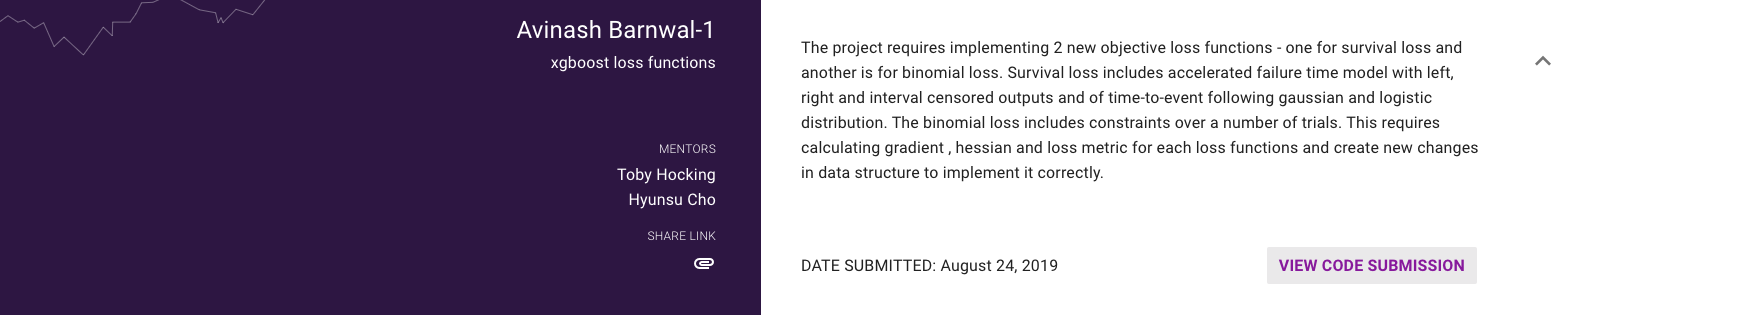 Avinash Barnwal-1
xgboost loss functions
MENTORS
Toby Hocking
Hyunsu Cho
SHARE LINK
The project requires implementing 2 new objective loss functions - one for survival loss and
another is for binomial loss. Survival loss includes accelerated failure time model with left,
right and interval censored outputs and of time-to-event following gaussian and logistic
distribution. The binomial loss includes constraints over a number of trials. This requires
calculating gradient , hessian and loss metric for each loss functions and create new changes
in data structure to implement it correctly.
DATE SUBMITTED: August 24, 2019
VIEW CODE SUBMISSION